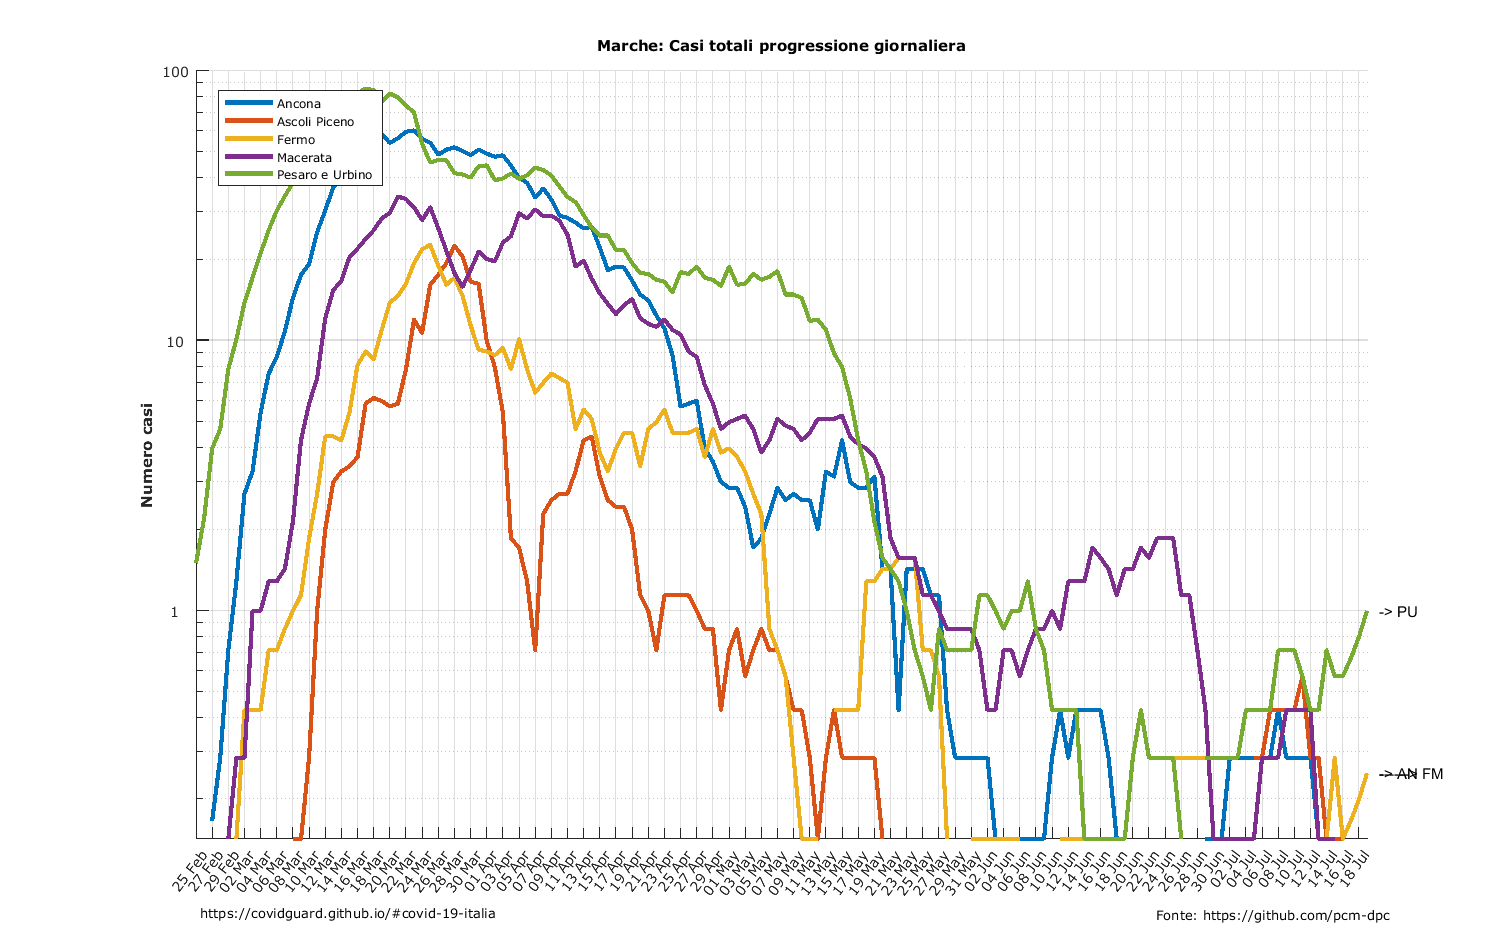 Marche: Casi totali progressione giornaliera
100
10
1
Numero casi
Ancona
Ascoli Piceno
Fermo
Macerata
Pesaro e Urbino
-> PU
-> AN FM
25 Feb
27 Feb
29 Feb
02 Mar
04 Mar
06 Mar
08 Mar
10 Mar
12 Mar
14 Mar
16 Mar
18 Mar
20 Mar
22 Mar
24 Mar
26 Mar
28 Mar
30 Mar
01 Apr
03 Apr
05 Apr
07 Apr
09 Apr
11 Apr
13 Apr
15 Apr
17 Apr
19 Apr
21 Apr
23 Apr
25 Apr
27 Apr
29 Apr
01 May
03 May
05 May
07 May
09 May
11 May
13 May
15 May
17 May
19 May
21 May
23 May
25 May
27 May
29 May
31 May
02 Jun
04 Jun
06 Jun
08 Jun
10 Jun
12 Jun
14 Jun
16 Jun
18 Jun
20 Jun
22 Jun
24 Jun
26 Jun
28 Jun
30 Jun
02 Jul
04 Jul
06 Jul
08 Jul
10 Jul
12 Jul
14 Jul
16 Jul
18 Jul
https://covidguard.github.io/#covid-19-italia
Fonte: https://github.com/pcm-dpc